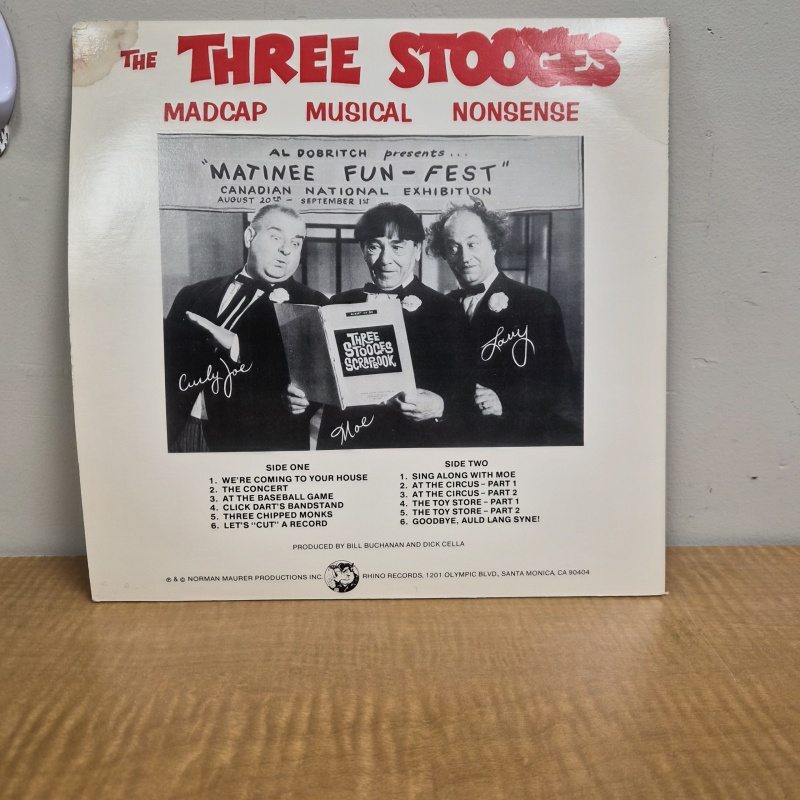 THE THREE STOOGES
MADCAP MUSICAL NONSENSE
AL DOBRITCH presents...
"MATINEE FUN-FEST"
CANADIAN NATIONAL EXHIBITION
AUGUST 20TH - SEPTEMBER 1ST
THREE
STOOGES
SCRAPBOOK
Curly Joe
Moe
Larry
SIDE ONE
1. WE'RE COMING TO YOUR HOUSE
2. THE CONCERT
3. AT THE BASEBALL GAME
4. CLICK DART'S BANDSTAND
5. THREE CHIPPED MONKS
6. LET'S "CUT" A RECORD
SIDE TWO
1. SING ALONG WITH MOE
2. AT THE CIRCUS – PART 1
3. AT THE CIRCUS – PART 2
4. THE TOY STORE – PART 1
5. THE TOY STORE – PART 2
6. GOODBYE, AULD LANG SYNE!
PRODUCED BY BILL BUCHANAN AND DICK CELLA
℗ & © NORMAN MAURER PRODUCTIONS INC. RHINO RECORDS, 1201 OLYMPIC BLVD., SANTA MONICA, CA 90404